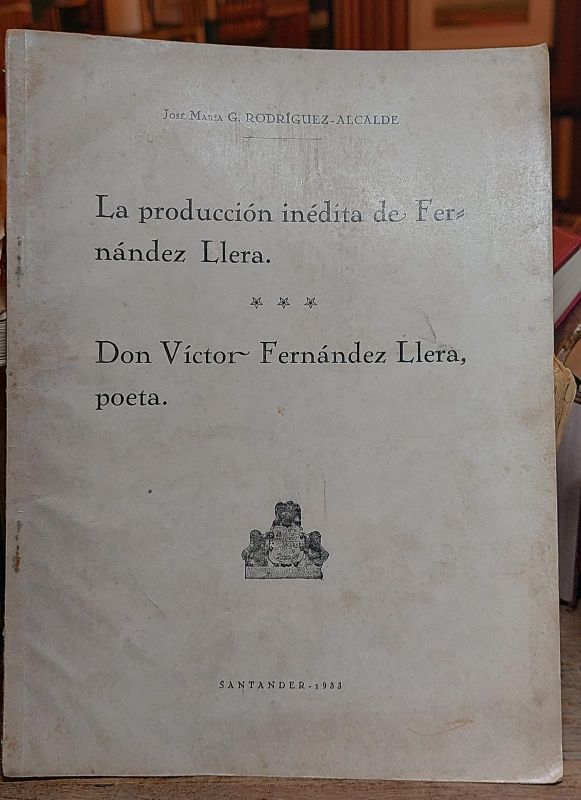 José María G. RODRÍGUEZ-ALCALDE
La producción inédita de Fer-
nández Llera.
Don Víctor Fernández Llera,
poeta.
SANTANDER-1933